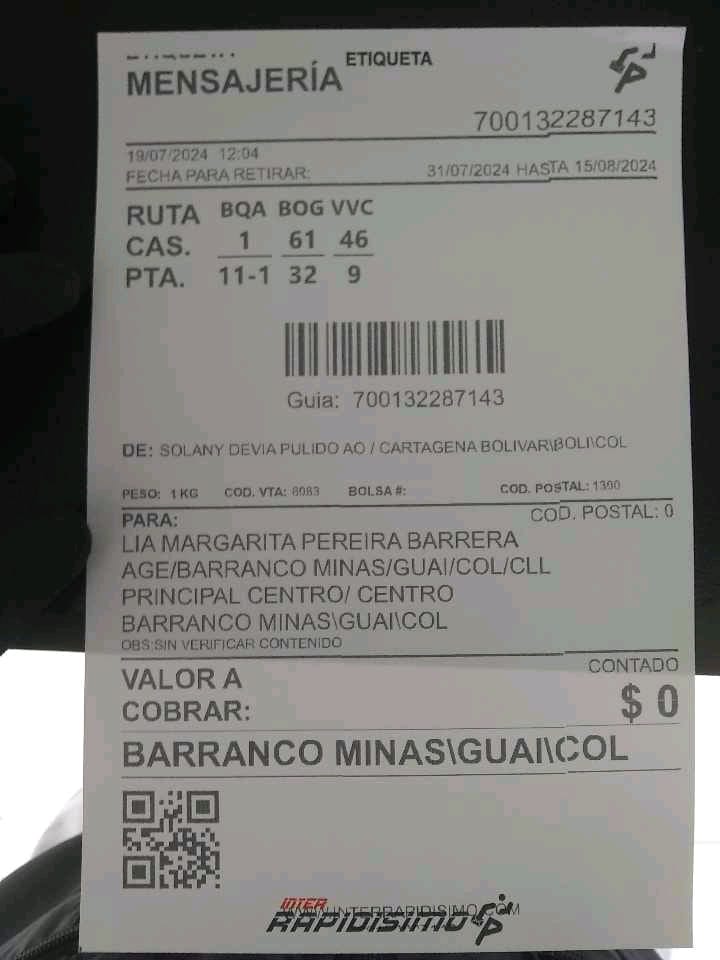 ETIQUETA
MENSAJERÍA
700132287143
19/07/2024 12:04
FECHA PARA RETIRAR: 31/07/2024 HASTA 15/08/2024
RUTA BQA BOG VVC
CAS. 1 61 46
PTA. 11-1 32 9
Guia: 700132287143
DE: SOLANY DEVIA PULIDO AO / CARTAGENA BOLIVAR\BOLI\COL
PESO: 1 KG COD. VTA: 8083 BOLSA #: COD. POSTAL: 1300
PARA: COD. POSTAL: 0
LIA MARGARITA PEREIRA BARRERA
AGE/BARRANCO MINAS/GUAI/COL/CLL
PRINCIPAL CENTRO/ CENTRO
BARRANCO MINAS\GUAI\COL
OBS:SIN VERIFICAR CONTENIDO
VALOR A COBRAR: CONTADO
$ 0
BARRANCO MINAS\GUAI\COL
WWW.INTERRAPIDISIMO.COM
INTER
RAPIDISIMO